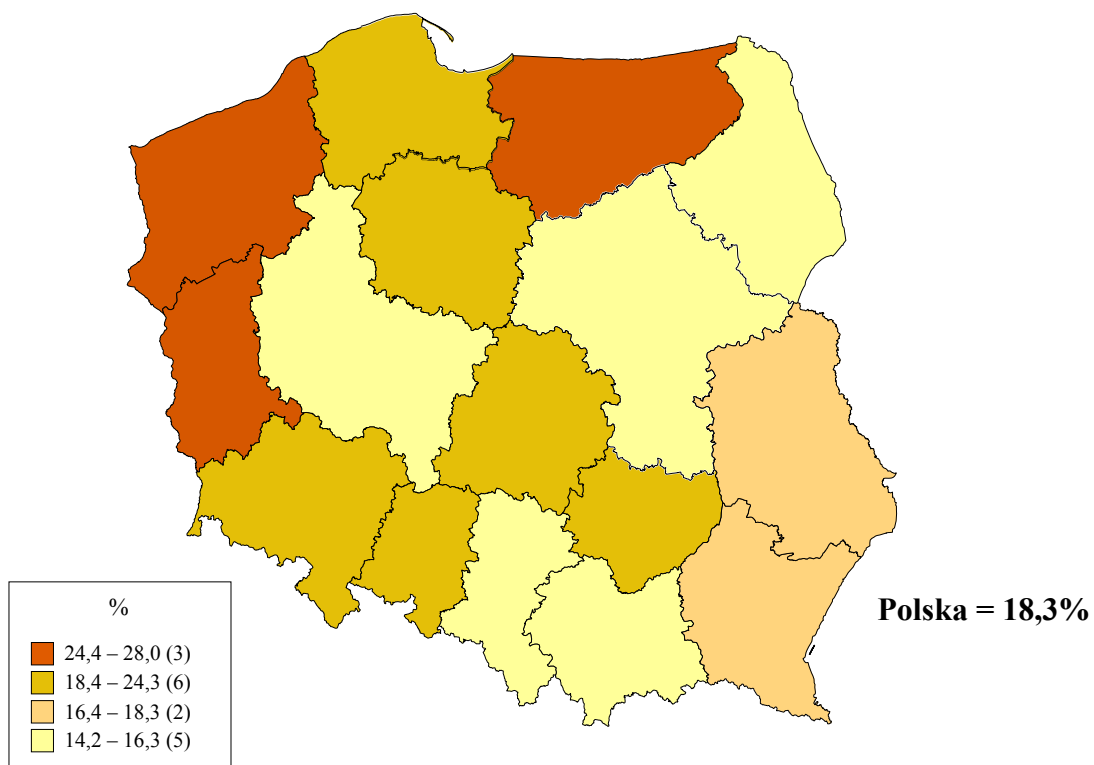 Polska = 18,3%
%
24,4 – 28,0 (3)
18,4 – 24,3 (6)
16,4 – 18,3 (2)
14,2 – 16,3 (5)